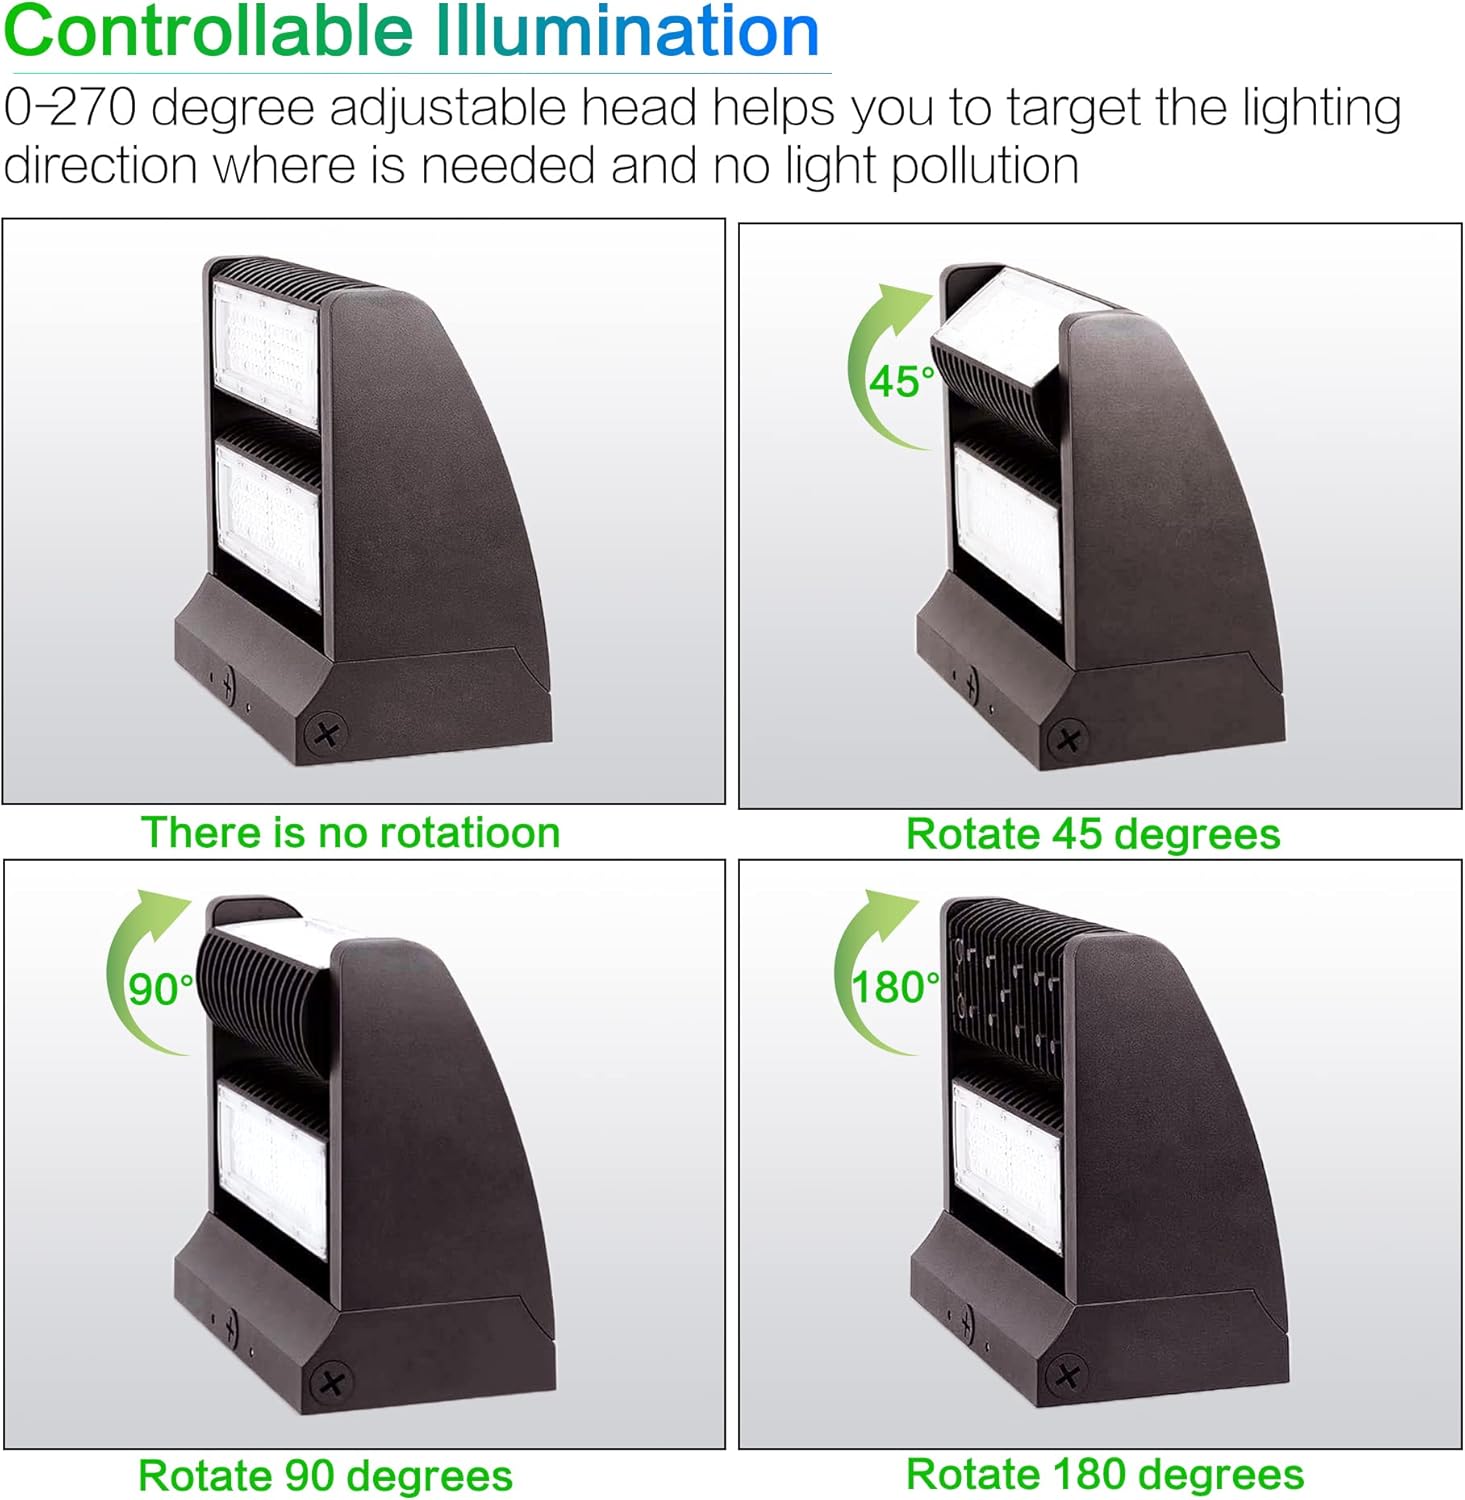 Controllable Illumination
0-270 degree adjustable head helps you to target the lighting
direction where is needed and no light pollution
45°
There is no rotatioon
Rotate 45 degrees
90°
180°
Rotate 90 degrees
Rotate 180 degrees